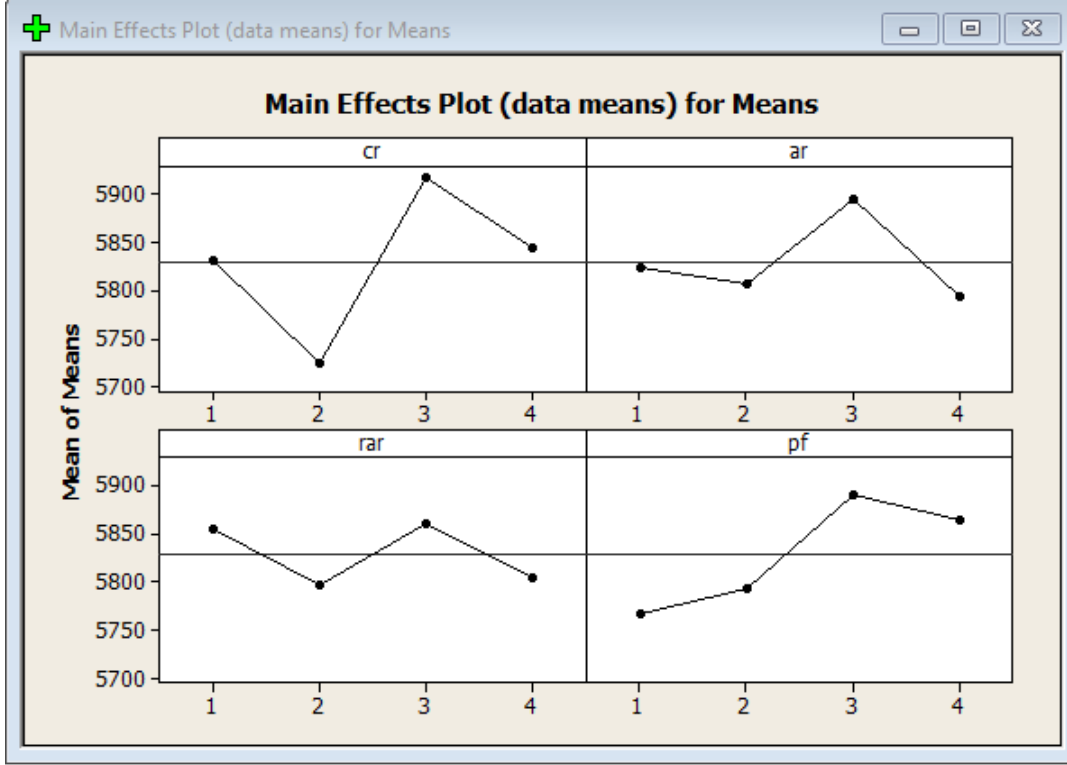 Main Effects Plot (data means) for Means
Main Effects Plot (data means) for Means
cr
ar
5900
5850
5800
5750
5700
1 2 3 4
1 2 3 4
Mean of Means
rar
pf
5900
5850
5800
5750
5700
1 2 3 4
1 2 3 4